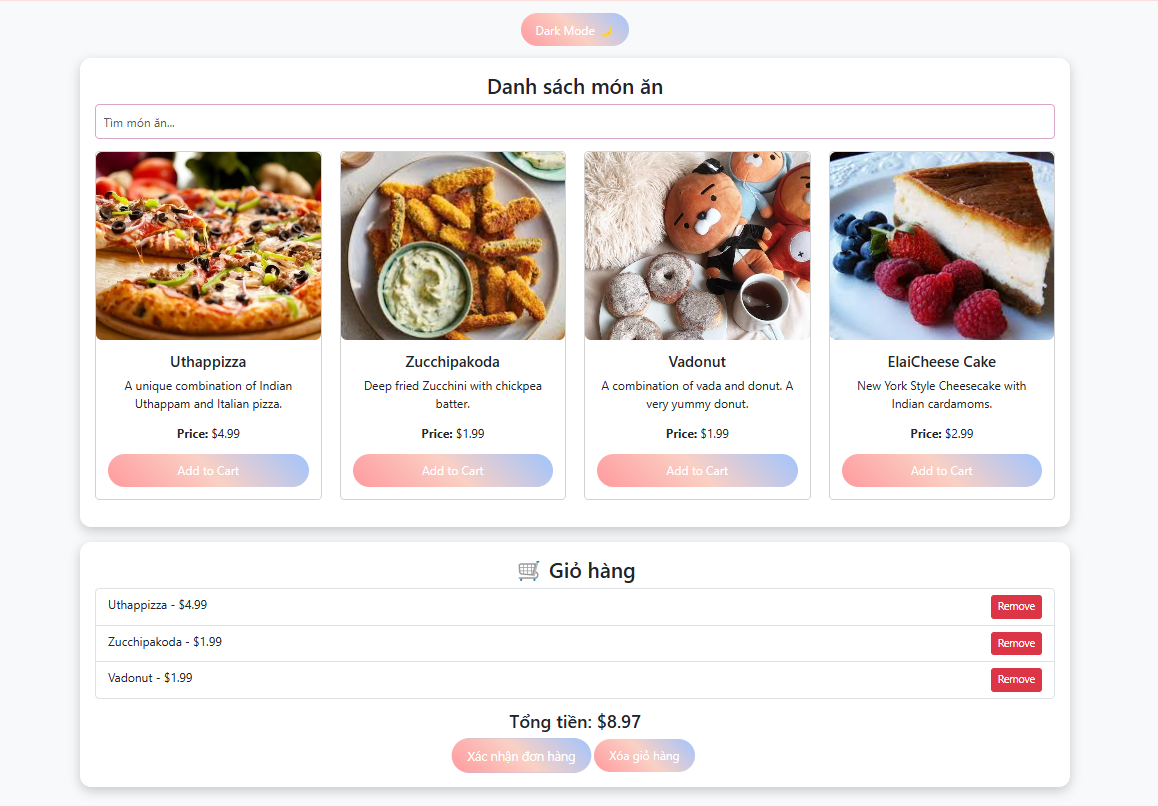 Dark Mode 🌙
Danh sách món ăn
Tìm món ăn...
Uthappizza
A unique combination of Indian
Uthappam and Italian pizza.
Price: $4.99
Add to Cart
Zucchipakoda
Deep fried Zucchini with chickpea
batter.
Price: $1.99
Add to Cart
Vadonut
A combination of vada and donut. A
very yummy donut.
Price: $1.99
Add to Cart
ElaiCheese Cake
New York Style Cheesecake with
Indian cardamoms.
Price: $2.99
Add to Cart
🛒 Giỏ hàng
Uthappizza - $4.99
Remove
Zucchipakoda - $1.99
Remove
Vadonut - $1.99
Remove
Tổng tiền: $8.97
Xác nhận đơn hàng
Xóa giỏ hàng